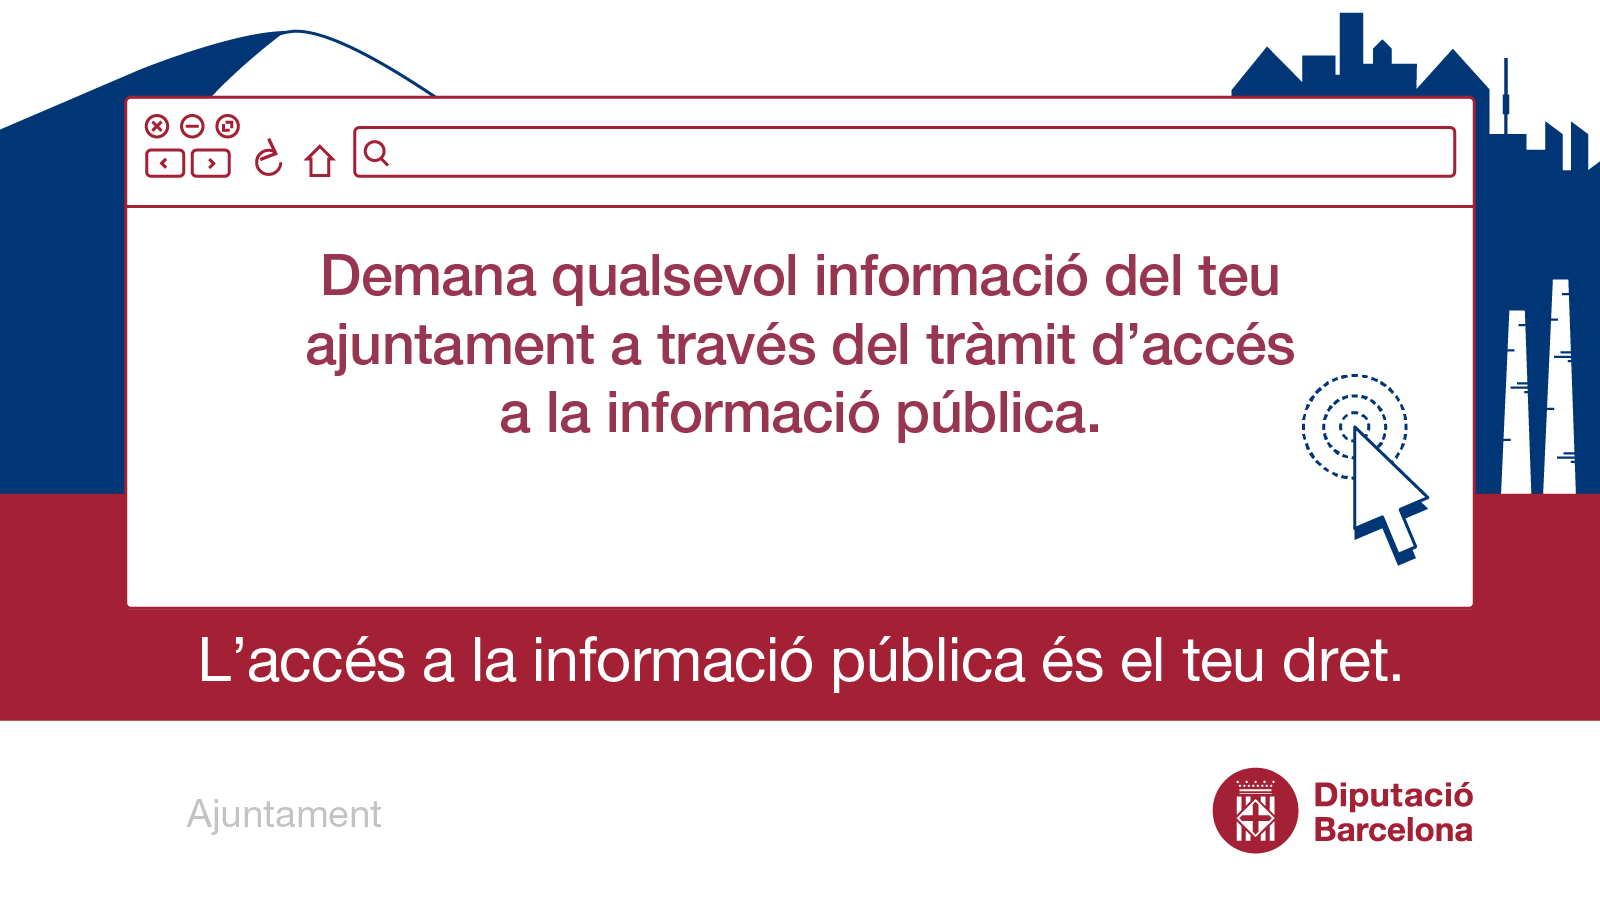 Demana qualsevol informació del teu
ajuntament a través del tràmit d’accés
a la informació pública.
L’accés a la informació pública és el teu dret.
Ajuntament
Diputació
Barcelona